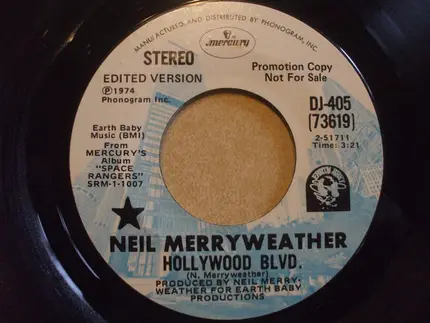 MANUFACTURED AND DISTRIBUTED BY PHONOGRAM, INC.
mercury
STEREO
EDITED VERSION
Ⓟ1974
Phonogram Inc.
Promotion Copy
Not For Sale
DJ-405
[73619]
2-51711
Time: 3:21
Earth Baby
Music (BMI)
From
MERCURY'S
Album
"SPACE
RANGERS"
SRM-1-1007
NEIL MERRYWEATHER
HOLLYWOOD BLVD.
(N. Merryweather)
PRODUCED BY NEIL MERRY-
WEATHER FOR EARTH BABY
PRODUCTIONS